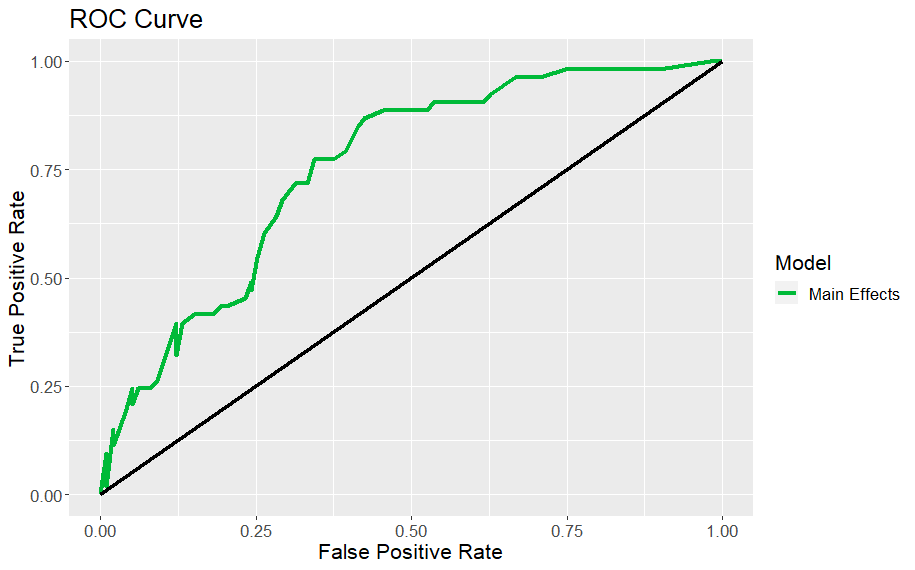 ROC Curve
1.00
0.75
0.50
0.25
0.00
True Positive Rate
0.00 0.25 0.50 0.75 1.00
False Positive Rate
Model
Main Effects